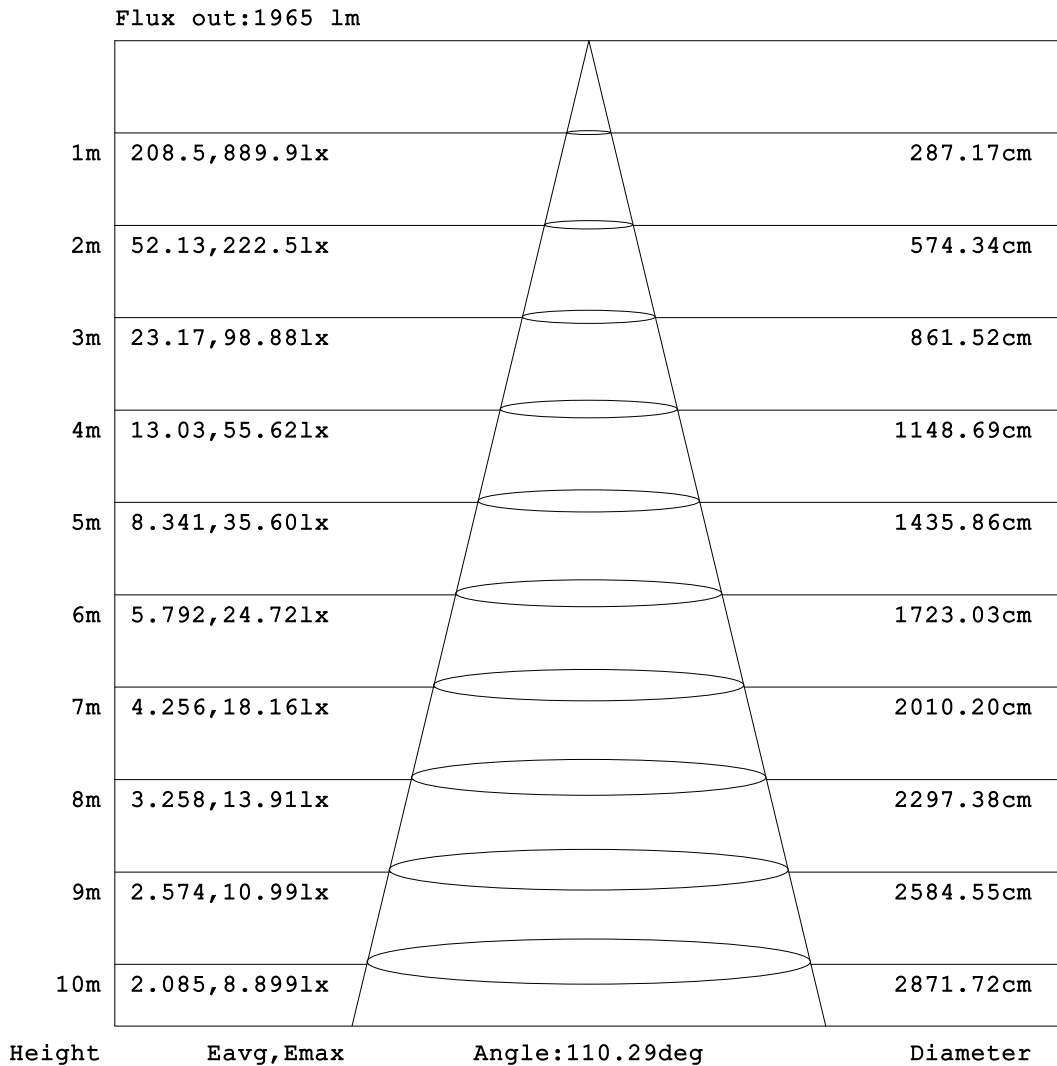 Flux out:1965 lm
1m 208.5,889.9lx 287.17cm
2m 52.13,222.5lx 574.34cm
3m 23.17,98.88lx 861.52cm
4m 13.03,55.62lx 1148.69cm
5m 8.341,35.60lx 1435.86cm
6m 5.792,24.72lx 1723.03cm
7m 4.256,18.16lx 2010.20cm
8m 3.258,13.91lx 2297.38cm
9m 2.574,10.99lx 2584.55cm
10m 2.085,8.899lx 2871.72cm
Height Eavg,Emax Angle:110.29deg Diameter